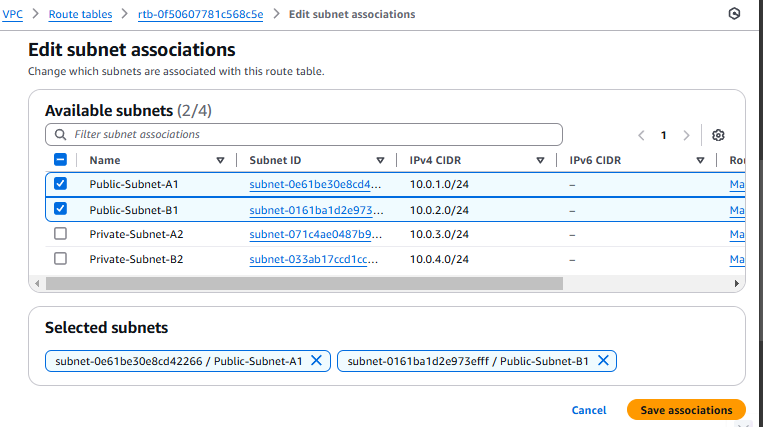 VPC > Route tables > rtb-0f50607781c568c5e > Edit subnet associations
Edit subnet associations
Change which subnets are associated with this route table.
Available subnets (2/4)
Filter subnet associations
1
Name Subnet ID IPv4 CIDR IPv6 CIDR Rou
Public-Subnet-A1 subnet-0e61be30e8cd4... 10.0.1.0/24 – Ma
Public-Subnet-B1 subnet-0161ba1d2e973... 10.0.2.0/24 – Ma
Private-Subnet-A2 subnet-071c4ae0487b9... 10.0.3.0/24 – Ma
Private-Subnet-B2 subnet-033ab17ccd1cc... 10.0.4.0/24 – Ma
Selected subnets
subnet-0e61be30e8cd42266 / Public-Subnet-A1 subnet-0161ba1d2e973efff / Public-Subnet-B1
Cancel Save associations